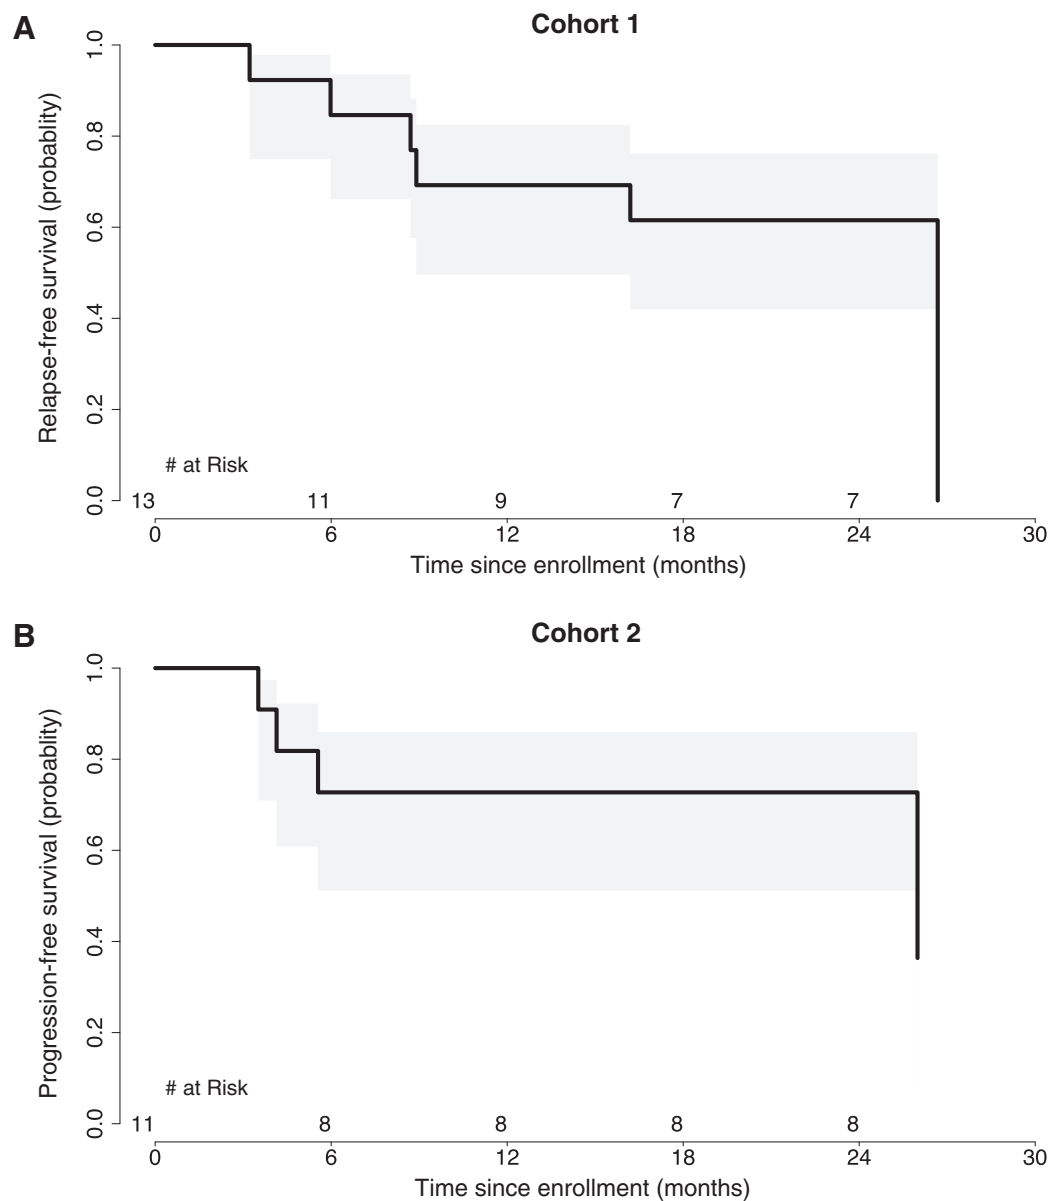 A
Cohort 1
Relapse-free survival (probablity)
1.0
0.8
0.6
0.4
0.2
0.0
# at Risk
13 11 9 7 7
0 6 12 18 24 30
Time since enrollment (months)
B
Cohort 2
Progression-free survival (probablity)
1.0
0.8
0.6
0.4
0.2
0.0
# at Risk
11 8 8 8 8
0 6 12 18 24 30
Time since enrollment (months)